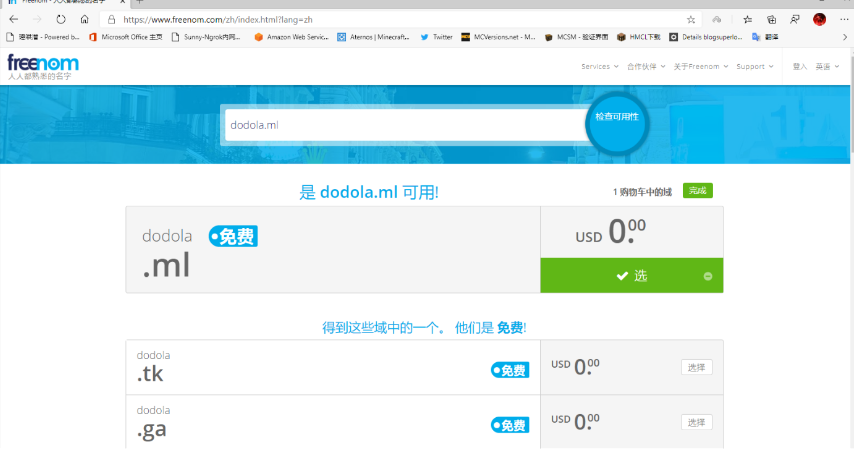 Freenom - 人人都熟米的名字
https://www.freenom.com/zh/index.html?lang=zh
Powered b...
Microsoft Office 主页
Sunny-Ngrok内网...
Amazon Web Servic...
Aternos | Minecraft...
Twitter
MCVersions.net - M...
MCSM - 验证界面
HMCL下载
Details blogsuperlo...
翻译
freenom
人人都熟米的名字
Services
合作伙伴
关于Freenom
Support
登入
英语
dodola.ml
检查可用性
是 dodola.ml 可用!
1 购物车中的域
完成
dodola
.ml
免费
USD 0.00
选
得到这些域中的一个。 他们是 免费!
dodola
.tk
免费
USD 0.00
选择
dodola
.ga
免费
USD 0.00
选择